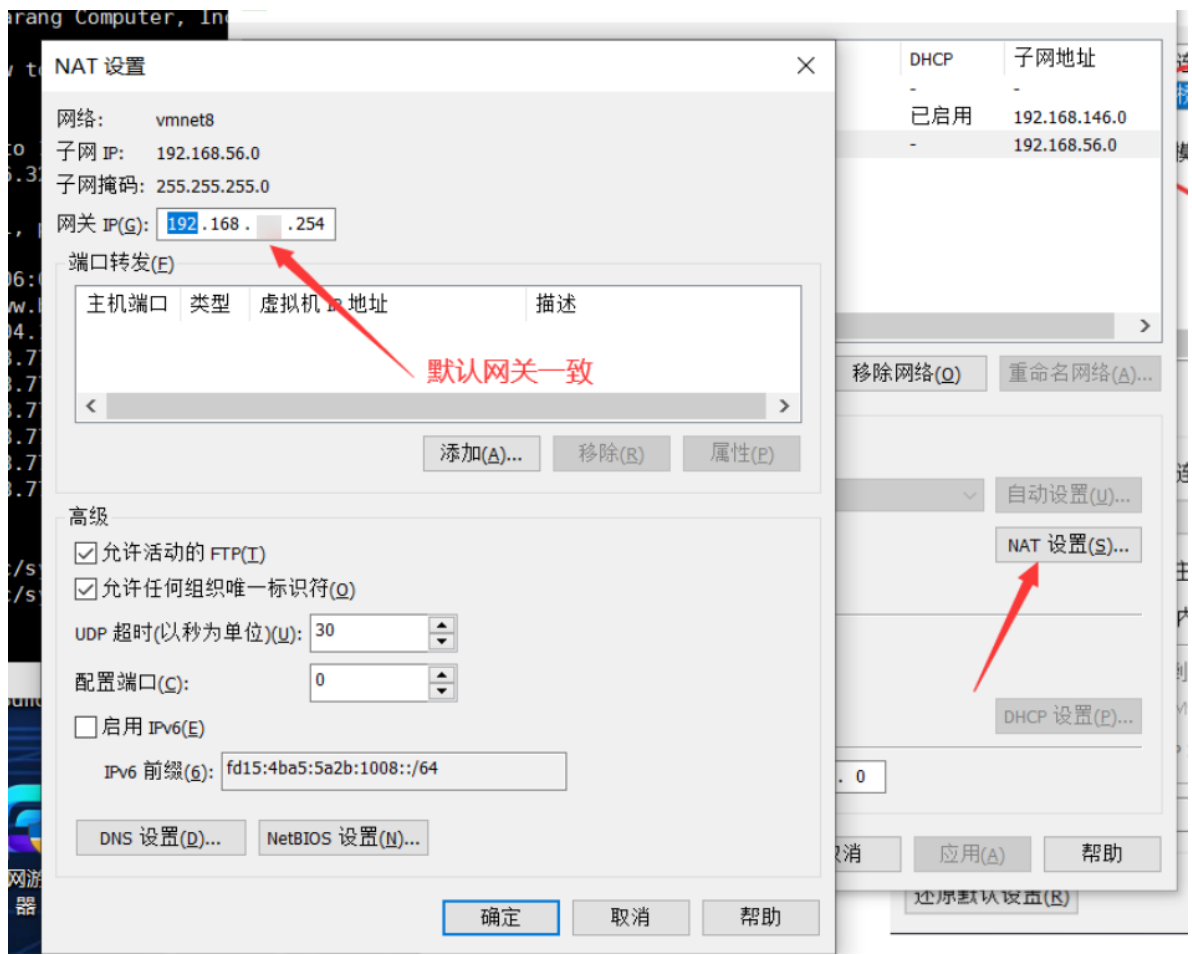 arang Computer, In
NAT 设置
DHCP 子网地址
- -
已启用 192.168.146.0
- 192.168.56.0
网络: vmnet8
子网 IP: 192.168.56.0
子网掩码: 255.255.255.0
网关 IP(G): 192.168. .254
端口转发(F)
主机端口 类型 虚拟机 IP 地址 描述
默认网关一致
移除网络(O) 重命名网络(A)...
添加(A)... 移除(R) 属性(P)
自动设置(U)...
NAT 设置(S)...
高级
允许活动的 FTP(T)
允许任何组织唯一标识符(O)
UDP 超时(以秒为单位)(U): 30
配置端口(C): 0
启用 IPv6(E)
DHCP 设置(P)...
IPv6 前缀(6): fd15:4ba5:5a2b:1008::/64
. 0
DNS 设置(D)... NetBIOS 设置(N)...
消 应用(A) 帮助
网游
器
还原默认设置(R)
确定 取消 帮助